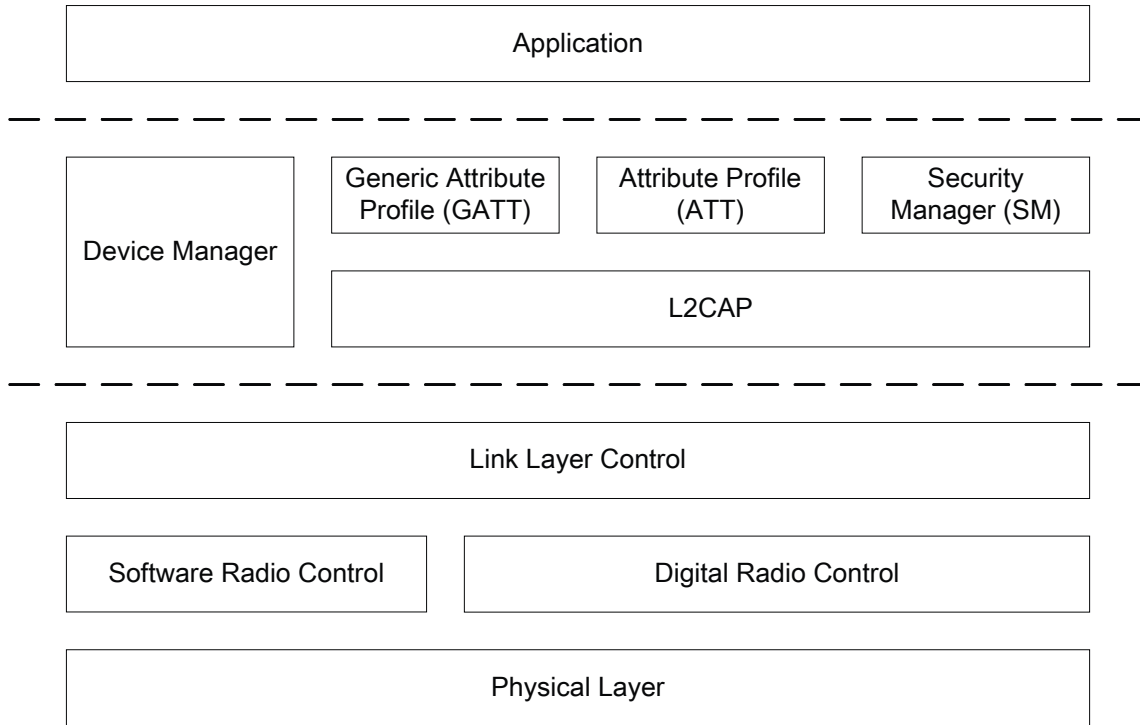 Application
Device Manager
Generic Attribute
Profile (GATT)
Attribute Profile
(ATT)
Security
Manager (SM)
L2CAP
Link Layer Control
Software Radio Control
Digital Radio Control
Physical Layer